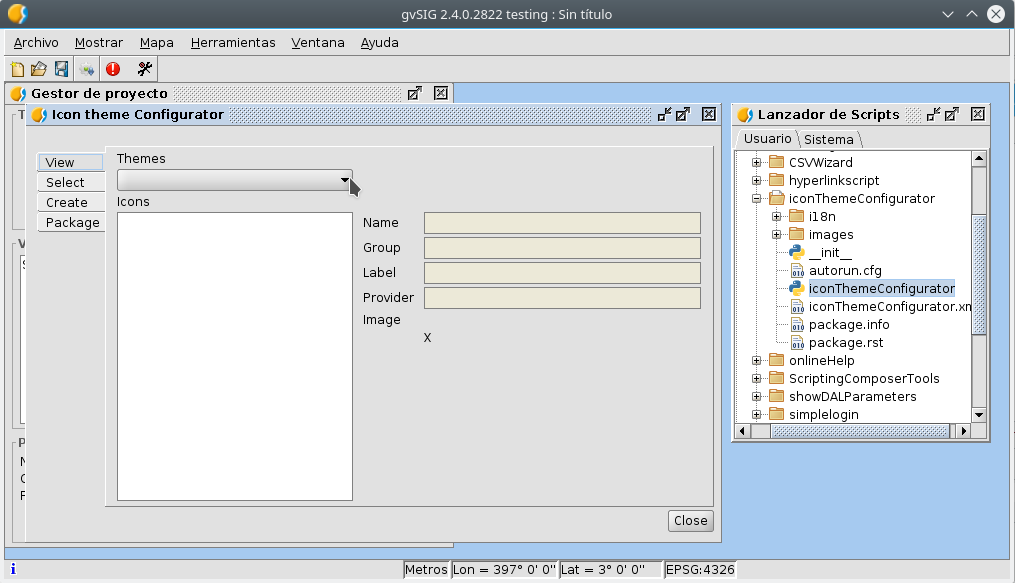 gvSIG 2.4.0.2822 testing : Sin título
Archivo Mostrar Mapa Herramientas Ventana Ayuda
Gestor de proyecto
Icon theme Configurator
View
Select
Create
Package
Themes
Icons
Name
Group
Label
Provider
Image
X
Close
Lanzador de Scripts
Usuario Sistema
CSVWizard
hyperlinkscript
iconThemeConfigurator
i18n
images
__init__
autorun.cfg
iconThemeConfigurator
iconThemeConfigurator.xm
package.info
package.rst
onlineHelp
ScriptingComposerTools
showDALParameters
simplelogin
Metros Lon = 397° 0' 0'' Lat = 3° 0' 0'' EPSG:4326